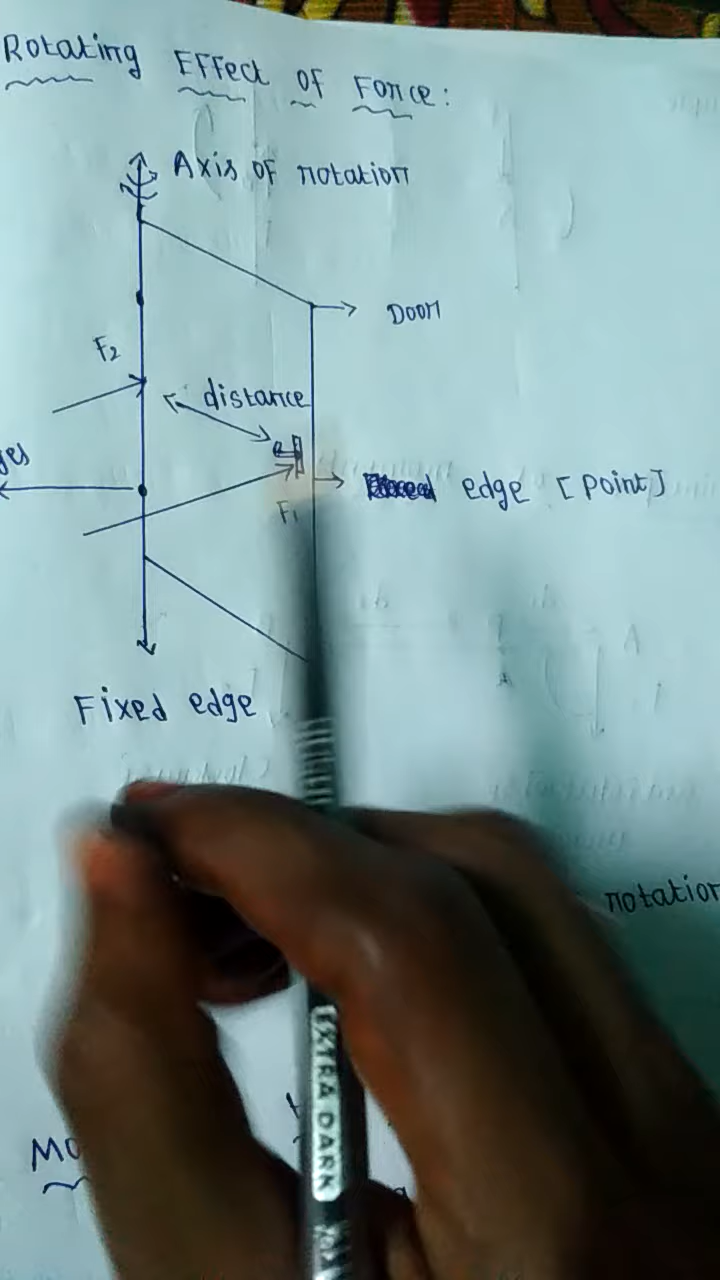 Rotating Effect of Force:
Axis of rotation
Door
F₂
distance
edge [Point]
F₁
Fixed edge
rotation
EXTRA DARK